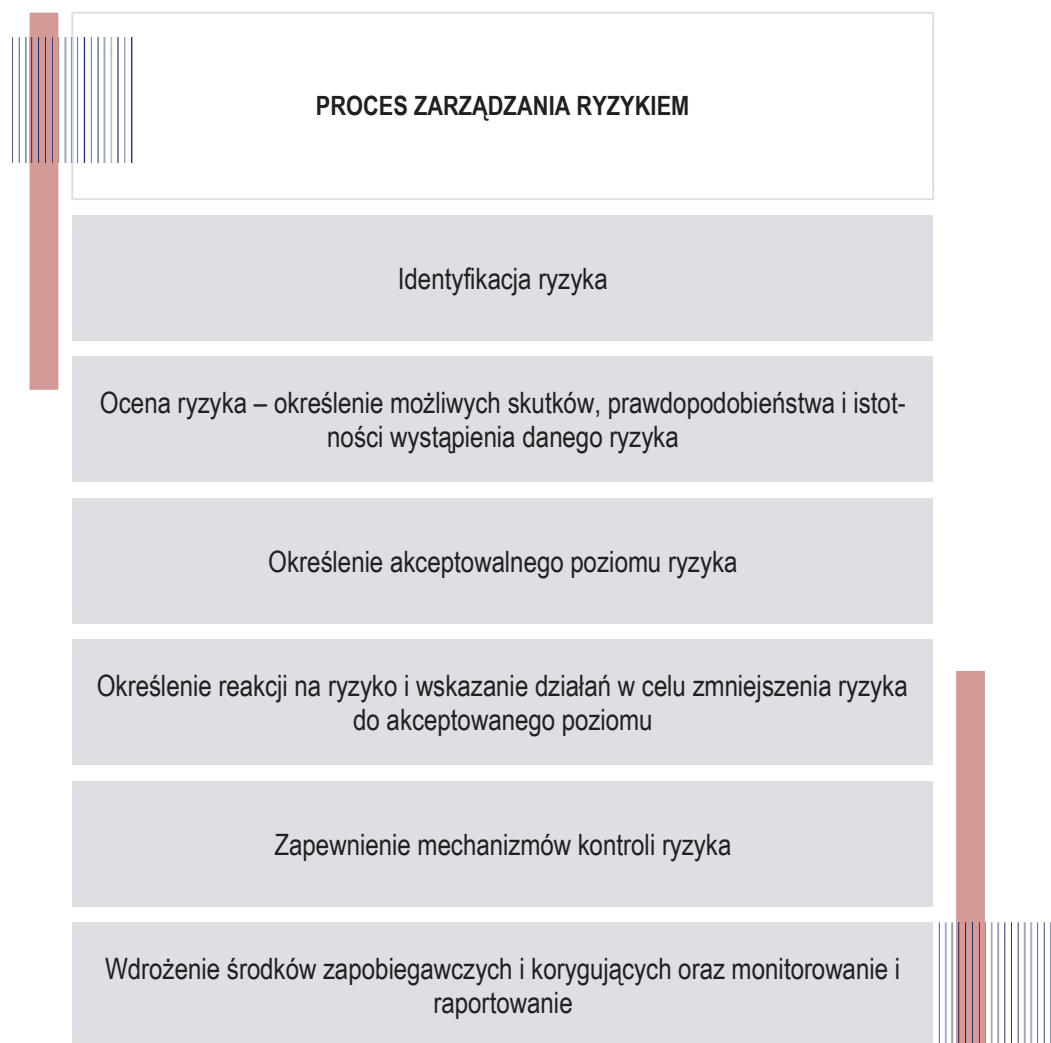 PROCES ZARZĄDZANIA RYZYKIEM
Identyfikacja ryzyka
Ocena ryzyka – określenie możliwych skutków, prawdopodobieństwa i istot-
ności wystąpienia danego ryzyka
Określenie akceptowalnego poziomu ryzyka
Określenie reakcji na ryzyko i wskazanie działań w celu zmniejszenia ryzyka
do akceptowanego poziomu
Zapewnienie mechanizmów kontroli ryzyka
Wdrożenie środków zapobiegawczych i korygujących oraz monitorowanie i
raportowanie